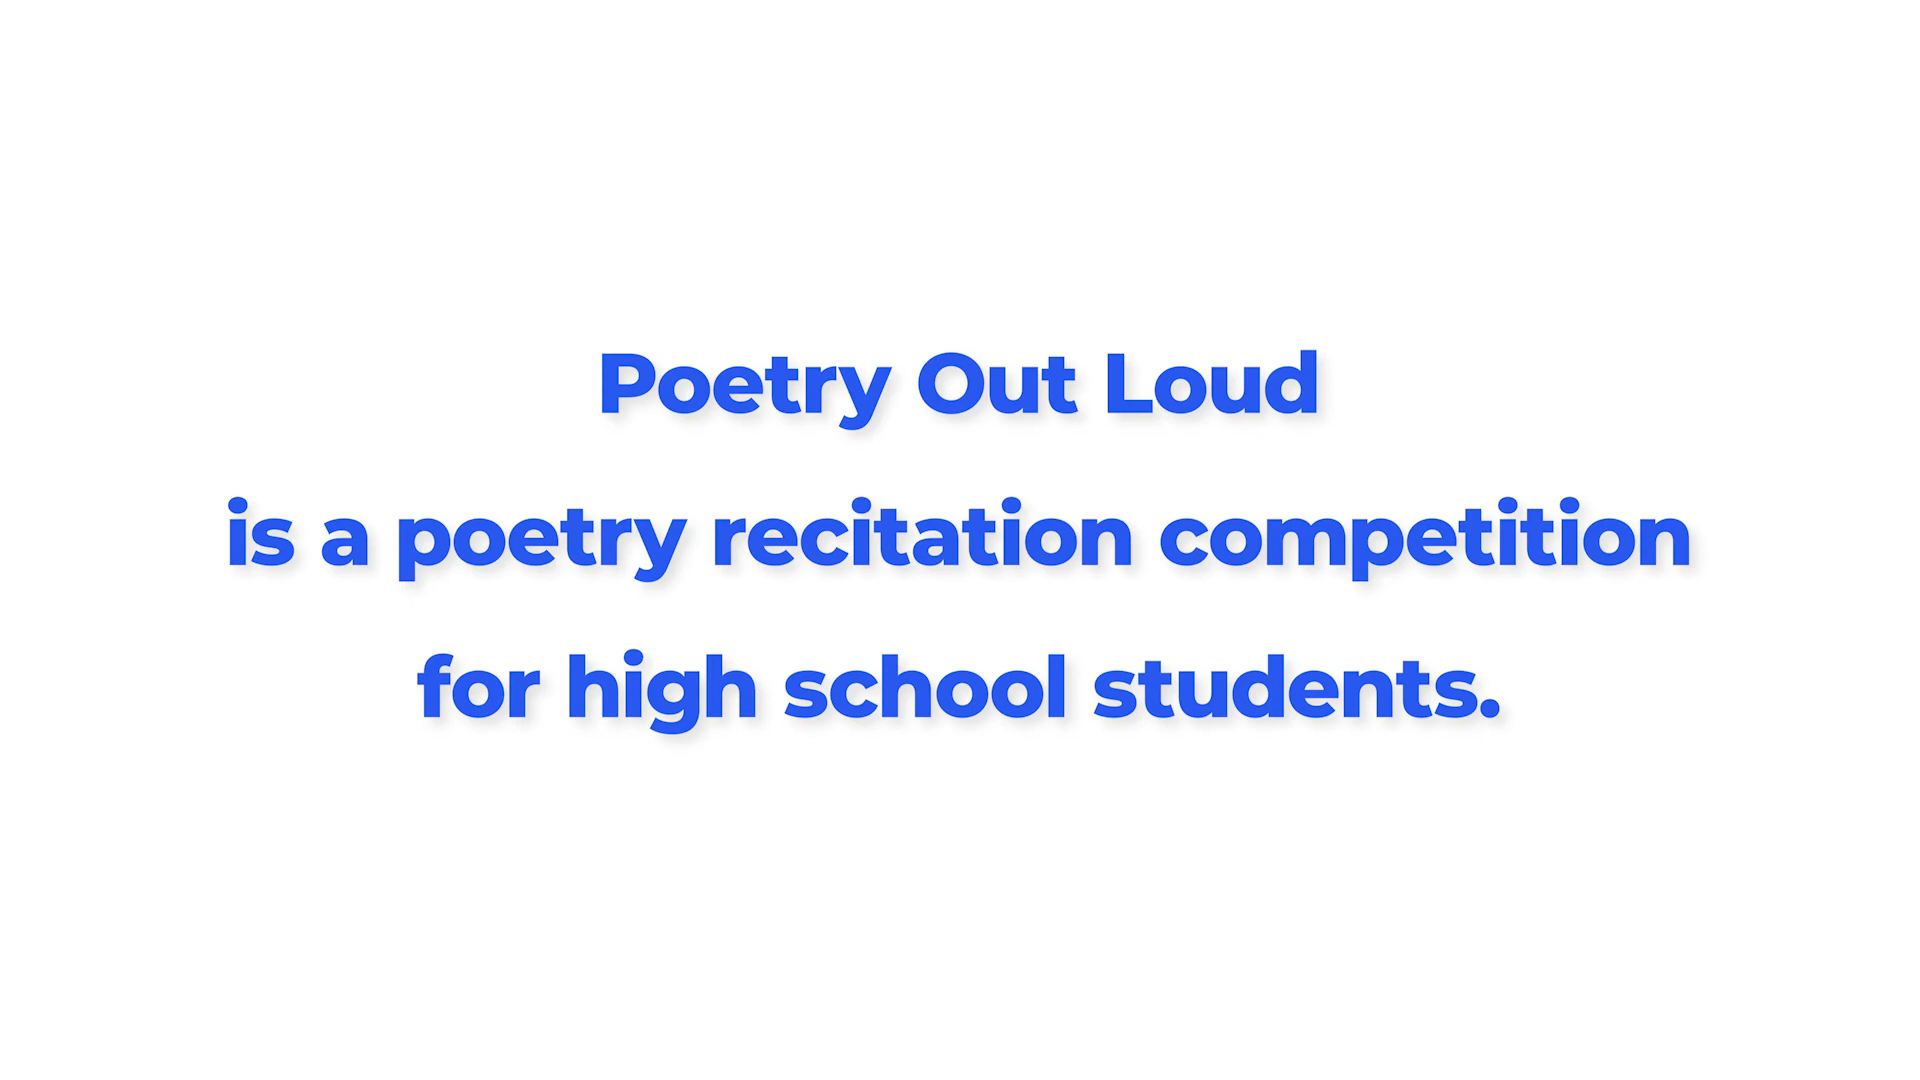 Poetry Out Loud
is a poetry recitation competition
for high school students.